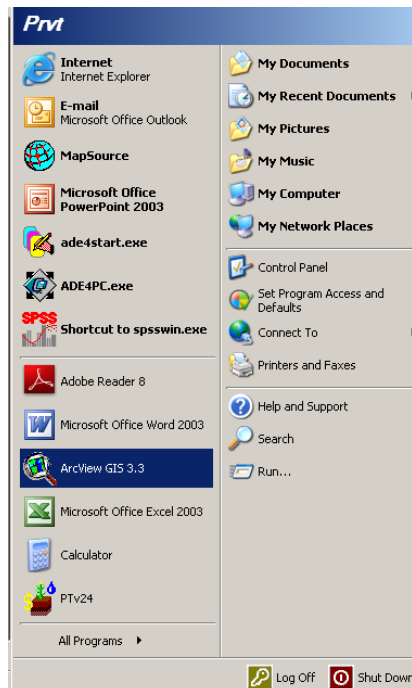 Prvt
Internet
Internet Explorer
E-mail
Microsoft Office Outlook
MapSource
Microsoft Office
PowerPoint 2003
ade4start.exe
ADE4PC.exe
SPSS
Shortcut to spsswin.exe
Adobe Reader 8
Microsoft Office Word 2003
ArcView GIS 3.3
Microsoft Office Excel 2003
Calculator
PTv24
All Programs
My Documents
My Recent Documents
My Pictures
My Music
My Computer
My Network Places
Control Panel
Set Program Access and
Defaults
Connect To
Printers and Faxes
Help and Support
Search
Run...
Log Off
Shut Down